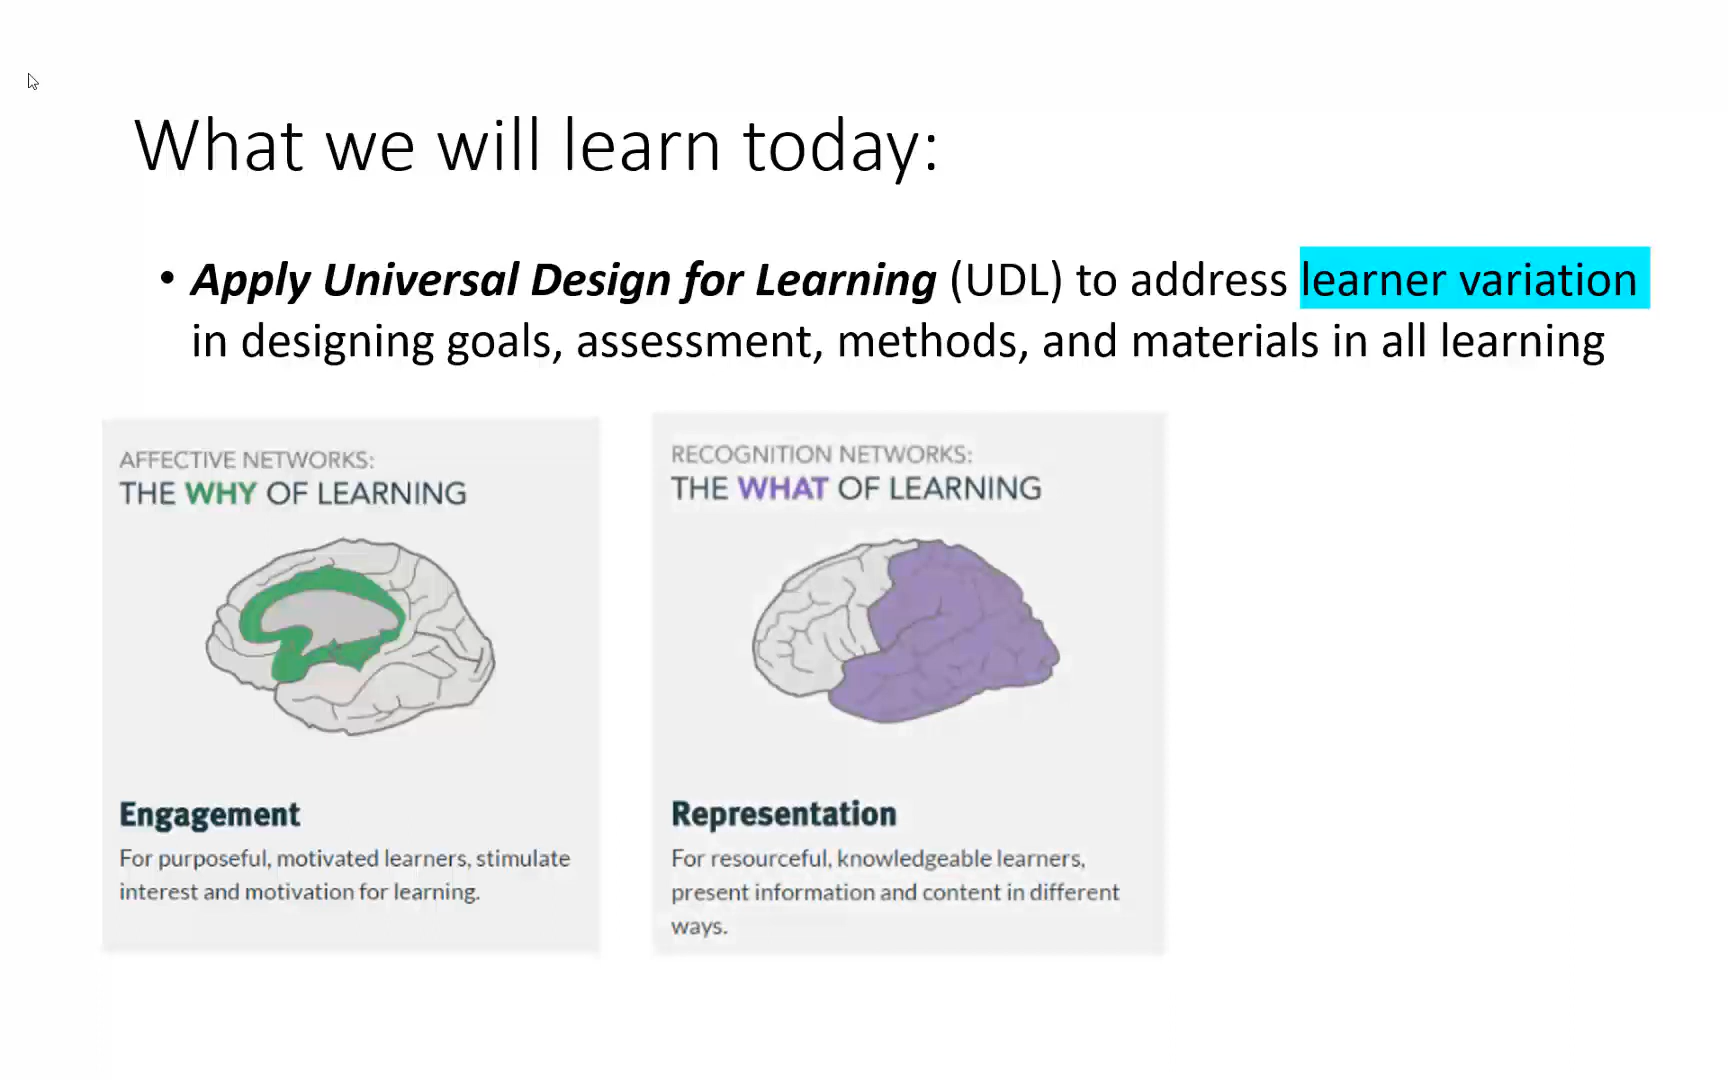 What we will learn today:
• Apply Universal Design for Learning (UDL) to address learner variation
in designing goals, assessment, methods, and materials in all learning
AFFECTIVE NETWORKS:
THE WHY OF LEARNING
Engagement
For purposeful, motivated learners, stimulate
interest and motivation for learning.
RECOGNITION NETWORKS:
THE WHAT OF LEARNING
Representation
For resourceful, knowledgeable learners,
present information and content in different
ways.